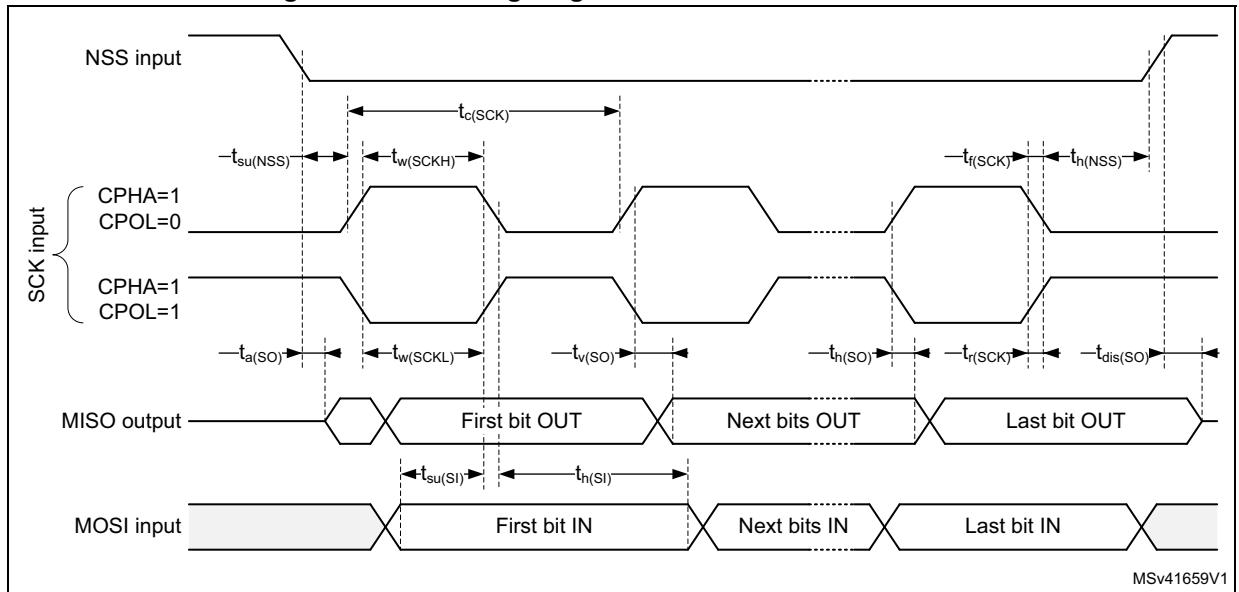 NSS input
tc(SCK)
tsu(NSS)
tw(SCKH)
tf(SCK)
th(NSS)
SCK input
CPHA=1
CPOL=0
CPHA=1
CPOL=1
ta(SO)
tw(SCKL)
tv(SO)
th(SO)
tr(SCK)
tdis(SO)
MISO output
First bit OUT
Next bits OUT
Last bit OUT
tsu(SI)
th(SI)
MOSI input
First bit IN
Next bits IN
Last bit IN
MSv41659V1